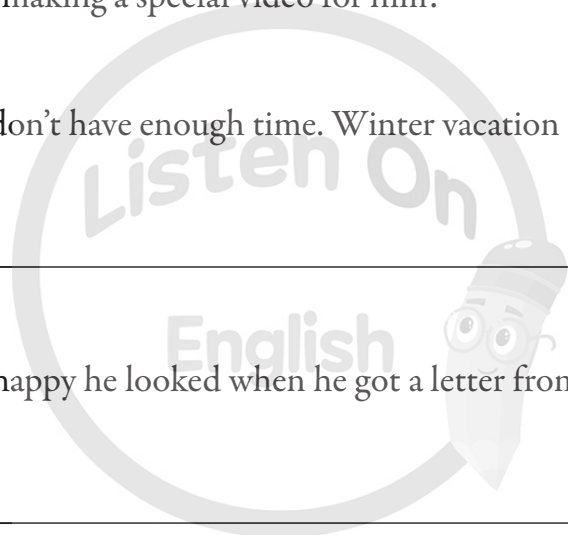 making a special video for him?
don't have enough time. Winter vacation
Listen On
English
happy he looked when he got a letter from